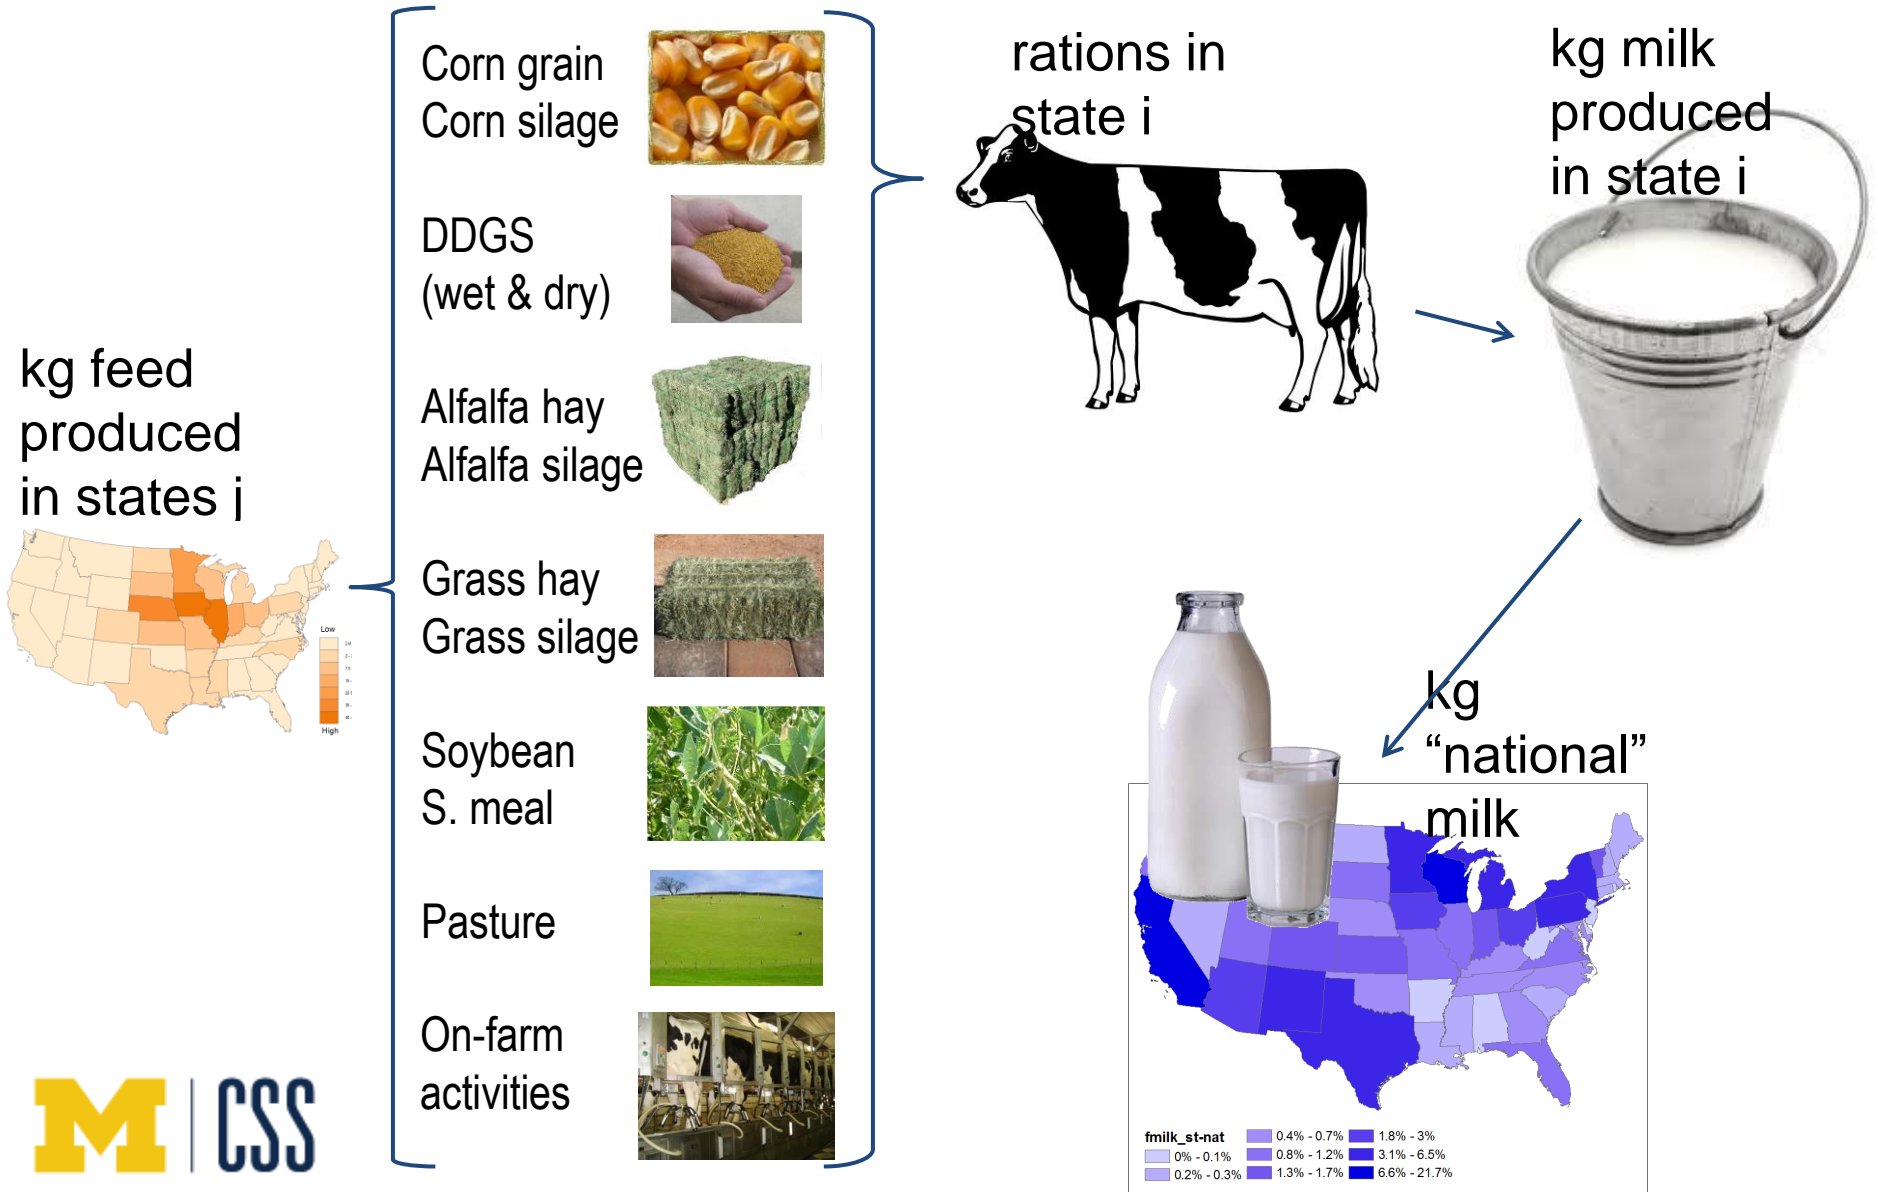 kg feed
produced
in states j
Low
High
Corn grain
Corn silage
DDGS
(wet & dry)
Alfalfa hay
Alfalfa silage
Grass hay
Grass silage
Soybean
S. meal
Pasture
On-farm
activities
rations in
state i
kg milk
produced
in state i
kg
“national”
milk
fmilk_st-nat
0% - 0.1%
0.2% - 0.3%
0.4% - 0.7%
0.8% - 1.2%
1.3% - 1.7%
1.8% - 3%
3.1% - 6.5%
6.6% - 21.7%
M CSS